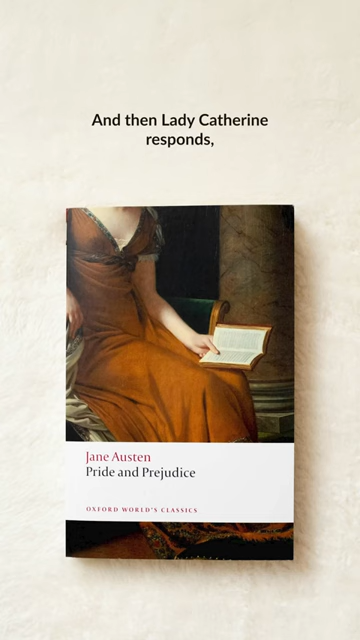 And then Lady Catherine
responds,
Jane Austen
Pride and Prejudice
OXFORD WORLD'S CLASSICS